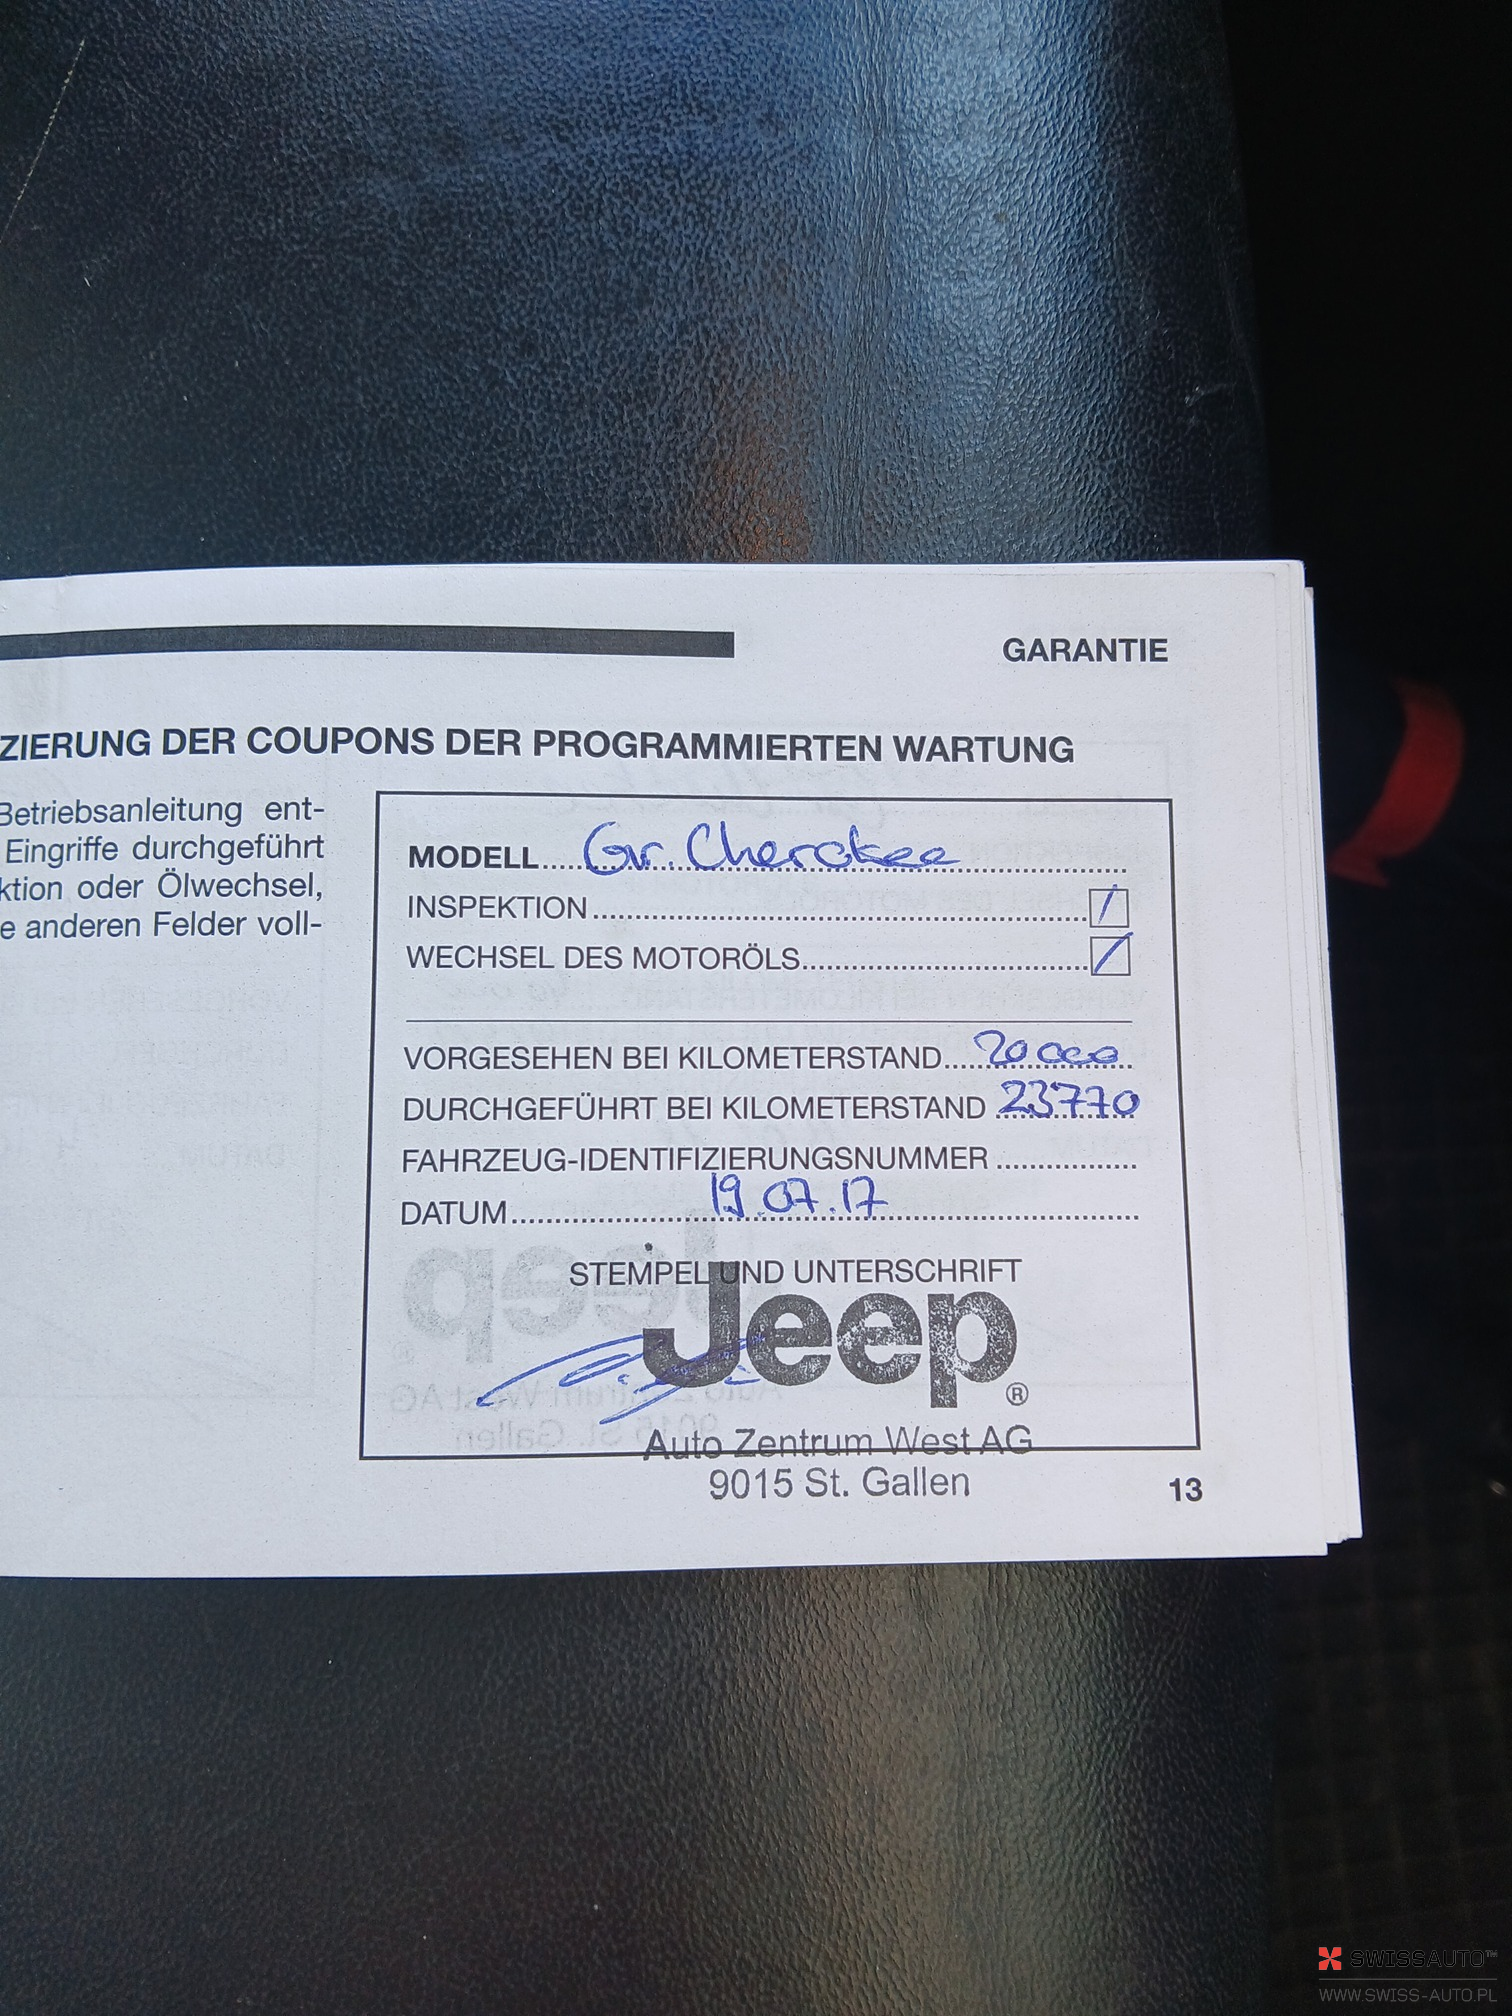 GARANTIE
ZIERUNG DER COUPONS DER PROGRAMMIERTEN WARTUNG
Betriebsanleitung ent-
Eingriffe durchgeführt
ktion oder Ölwechsel,
e anderen Felder voll-
MODELL Gr. Cherokee
INSPEKTION
WECHSEL DES MOTORÖLS
VORGESEHEN BEI KILOMETERSTAND 20000
DURCHGEFÜHRT BEI KILOMETERSTAND 23770
FAHRZEUG-IDENTIFIZIERUNGSNUMMER
DATUM 19.07.17
STEMPEL UND UNTERSCHRIFT
Jeep®
Auto Zentrum West AG
9015 St. Gallen
13
SWISSAUTO™
WWW.SWISS-AUTO.PL